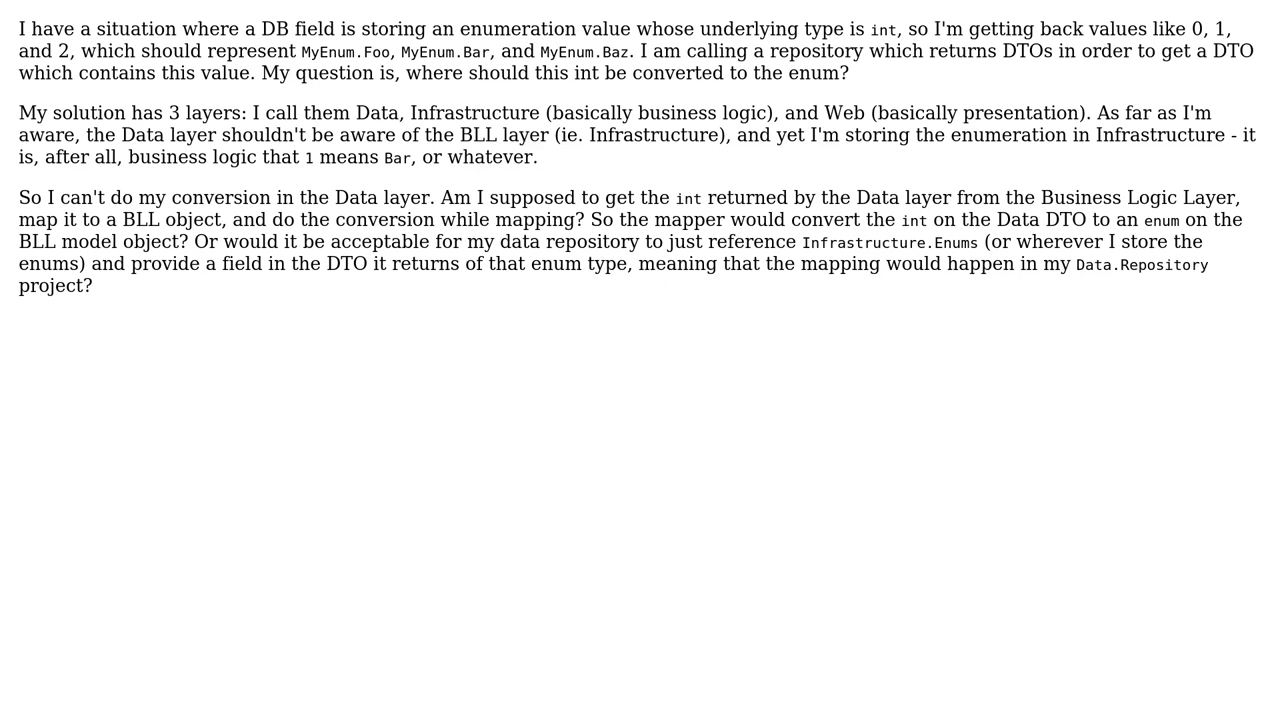 I have a situation where a DB field is storing an enumeration value whose underlying type is int, so I'm getting back values like 0, 1,
and 2, which should represent MyEnum.Foo, MyEnum.Bar, and MyEnum.Baz. I am calling a repository which returns DTOs in order to get a DTO
which contains this value. My question is, where should this int be converted to the enum?
My solution has 3 layers: I call them Data, Infrastructure (basically business logic), and Web (basically presentation). As far as I'm
aware, the Data layer shouldn't be aware of the BLL layer (ie. Infrastructure), and yet I'm storing the enumeration in Infrastructure - it
is, after all, business logic that 1 means Bar, or whatever.
So I can't do my conversion in the Data layer. Am I supposed to get the int returned by the Data layer from the Business Logic Layer,
map it to a BLL object, and do the conversion while mapping? So the mapper would convert the int on the Data DTO to an enum on the
BLL model object? Or would it be acceptable for my data repository to just reference Infrastructure.Enums (or wherever I store the
enums) and provide a field in the DTO it returns of that enum type, meaning that the mapping would happen in my Data.Repository
project?